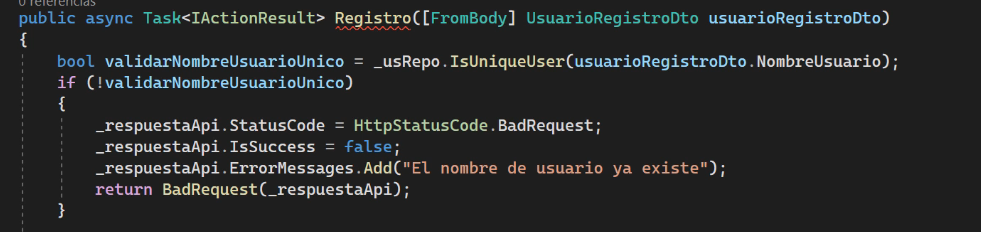 0 referencias
public async Task<IActionResult> Registro([FromBody] UsuarioRegistroDto usuarioRegistroDto)
{
bool validarNombreUsuarioUnico = _usRepo.IsUniqueUser(usuarioRegistroDto.NombreUsuario);
if (!validarNombreUsuarioUnico)
{
_respuestaApi.StatusCode = HttpStatusCode.BadRequest;
_respuestaApi.IsSuccess = false;
_respuestaApi.ErrorMessages.Add("El nombre de usuario ya existe");
return BadRequest(_respuestaApi);
}